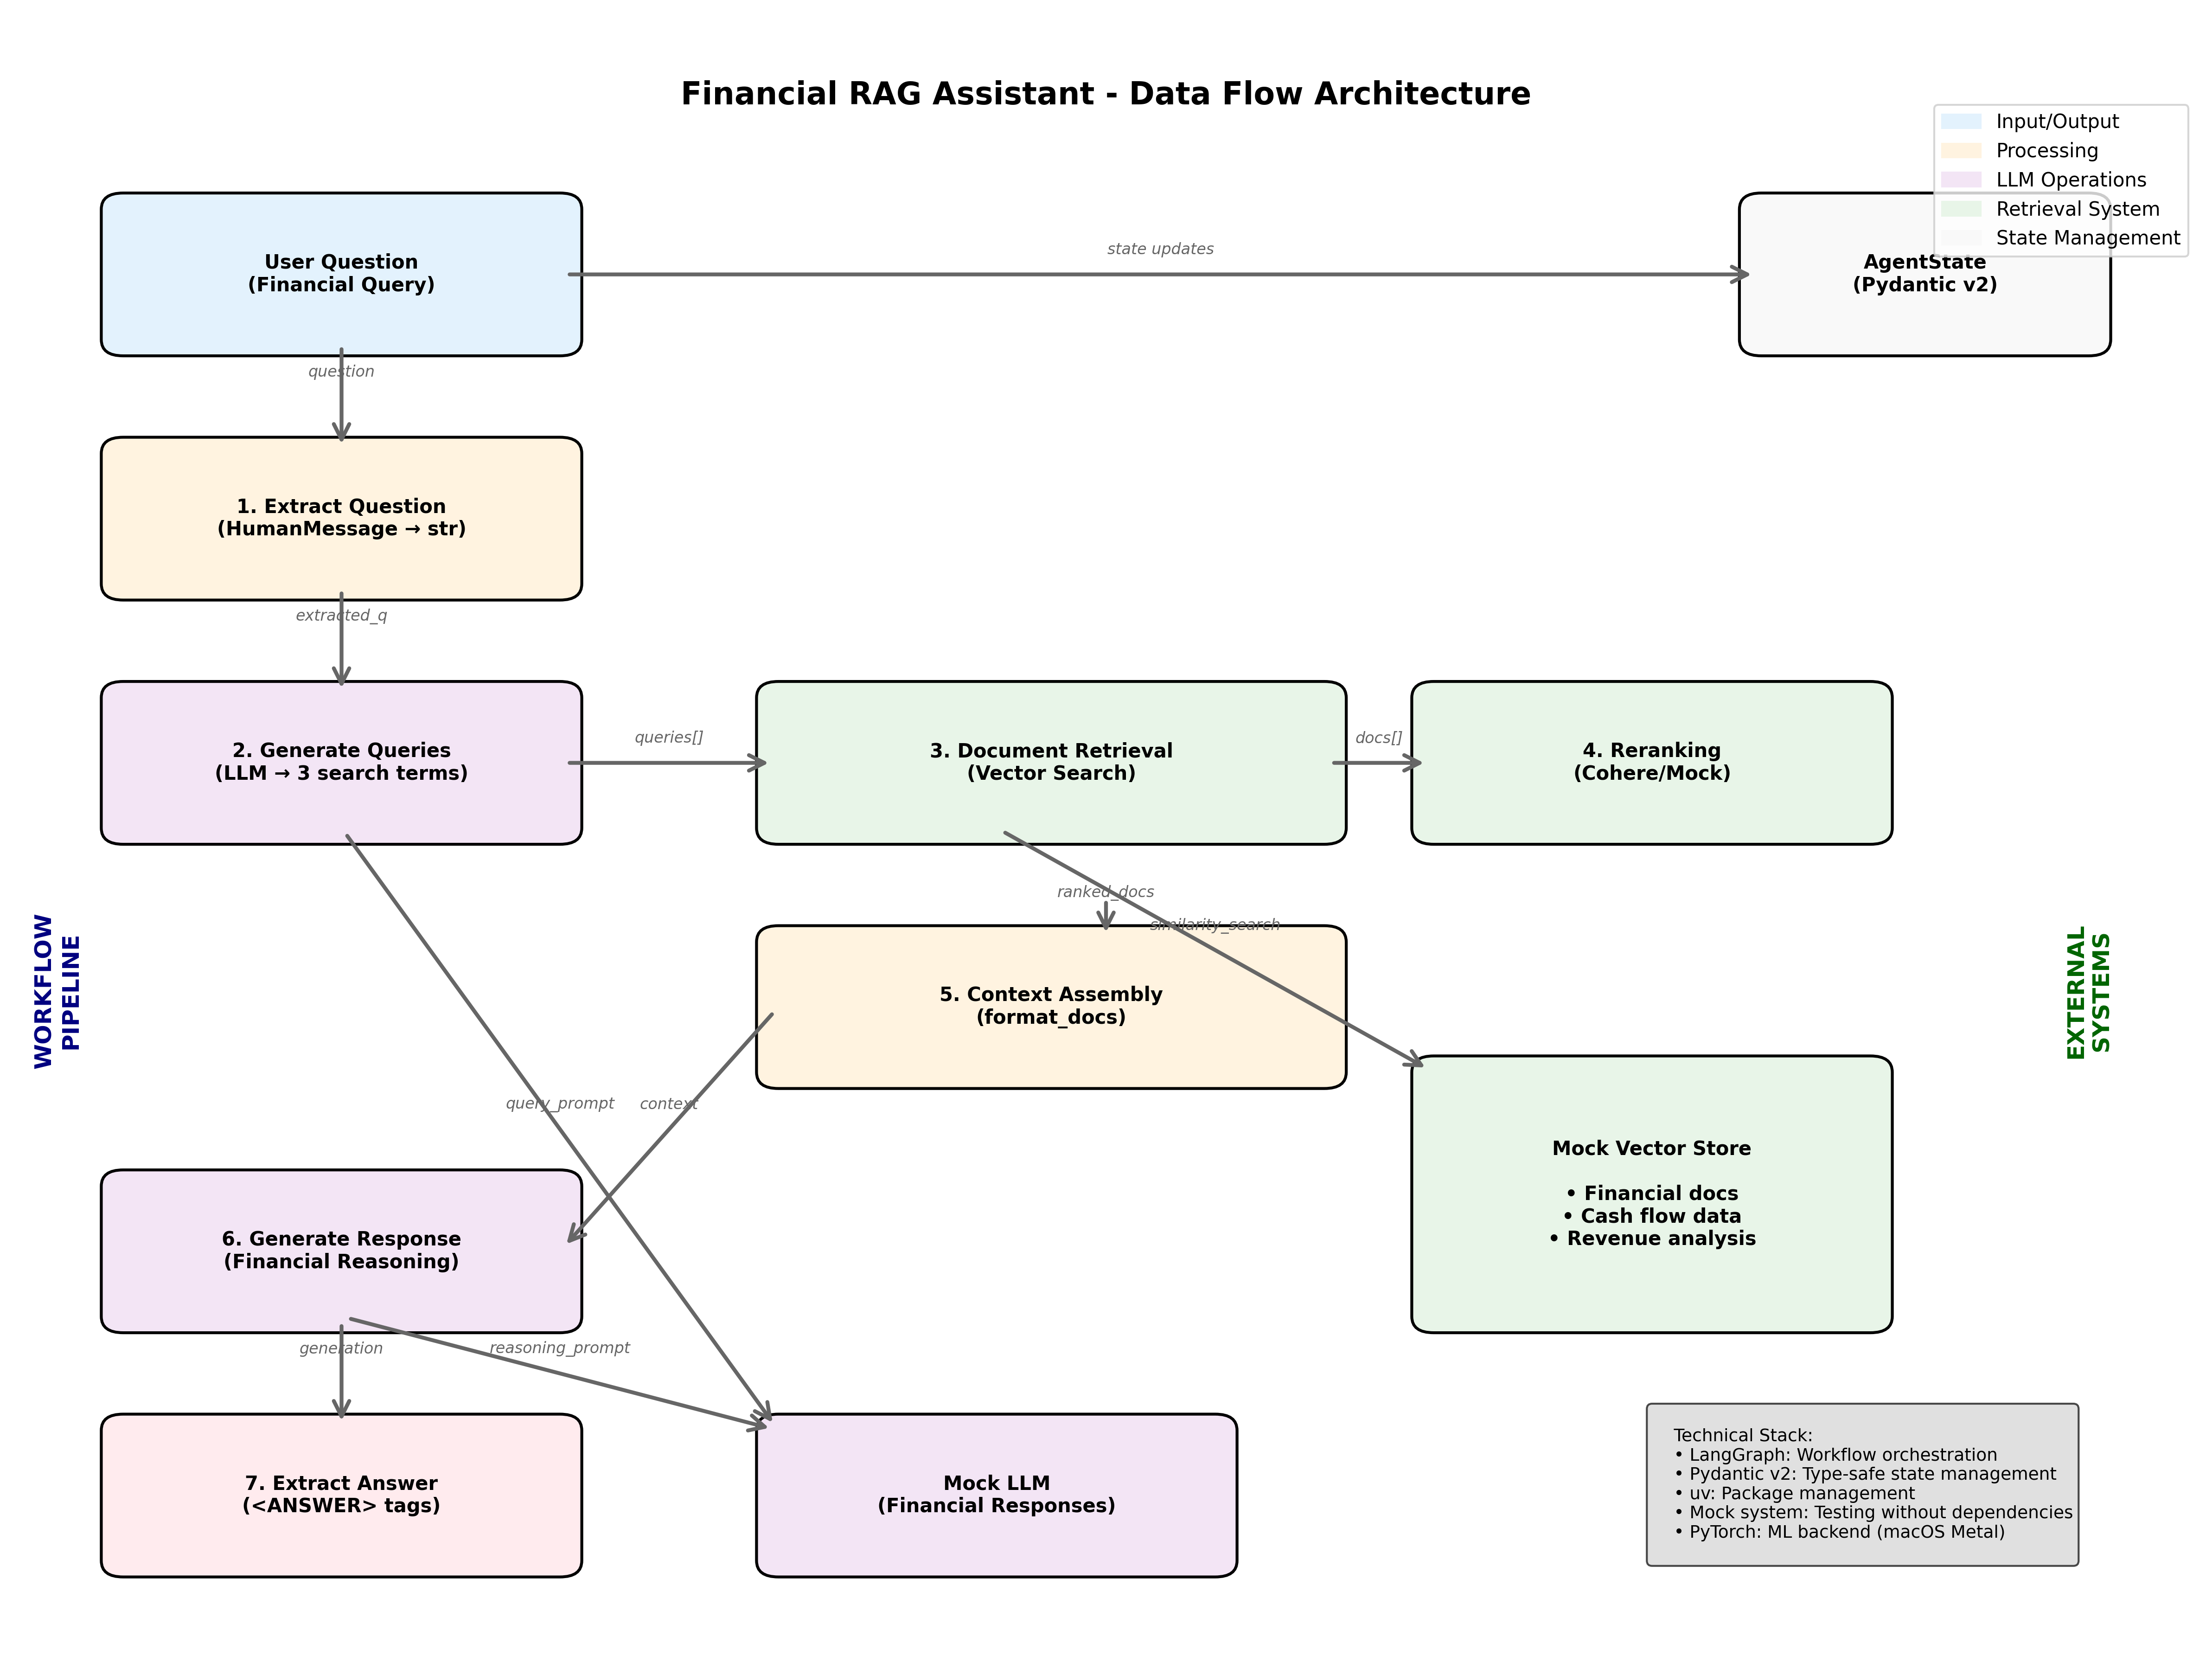 Financial RAG Assistant - Data Flow Architecture
Input/Output
Processing
LLM Operations
Retrieval System
State Management
User Question
(Financial Query)
state updates
AgentState
(Pydantic v2)
question
1. Extract Question
(HumanMessage → str)
extracted_q
2. Generate Queries
(LLM → 3 search terms)
queries[]
3. Document Retrieval
(Vector Search)
docs[]
4. Reranking
(Cohere/Mock)
ranked_docs
similarity_search
WORKFLOW
PIPELINE
EXTERNAL
SYSTEMS
5. Context Assembly
(format_docs)
query_prompt
context
Mock Vector Store
• Financial docs
• Cash flow data
• Revenue analysis
6. Generate Response
(Financial Reasoning)
generation
reasoning_prompt
7. Extract Answer
(<ANSWER> tags)
Mock LLM
(Financial Responses)
Technical Stack:
• LangGraph: Workflow orchestration
• Pydantic v2: Type-safe state management
• uv: Package management
• Mock system: Testing without dependencies
• PyTorch: ML backend (macOS Metal)